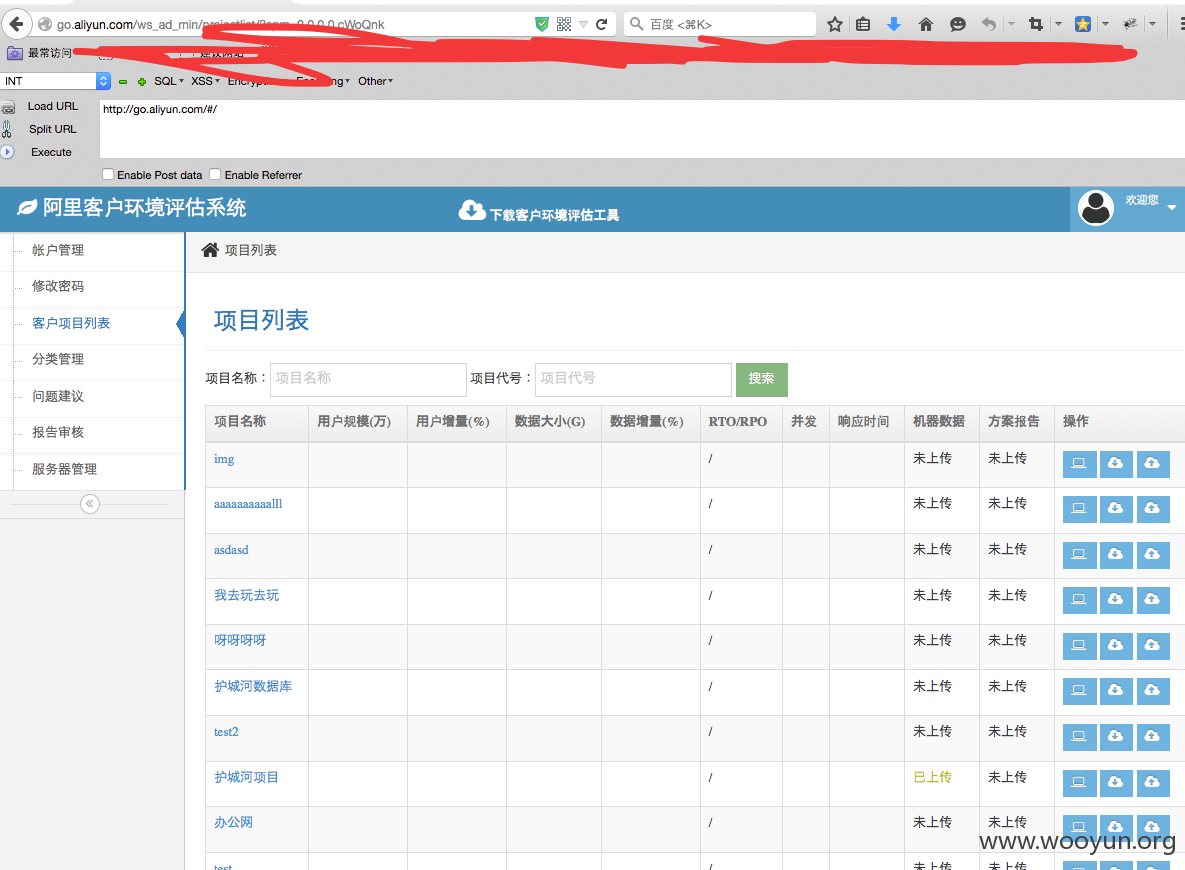 go.aliyun.com/ws_ad_min/projectlist/?spm=0.0.0.0.cWoQnk
百度 <⌘K>
最常访问
INT SQL XSS Other
Load URL http://go.aliyun.com/#/
Split URL
Execute
Enable Post data Enable Referrer
阿里客户环境评估系统 下载客户环境评估工具 欢迎您
帐户管理
修改密码
客户项目列表
分类管理
问题建议
报告审核
服务器管理
项目列表
项目列表
项目名称： 项目名称 项目代号： 项目代号 搜索
项目名称 用户规模(万) 用户增量(%) 数据大小(G) 数据增量(%) RTO/RPO 并发 响应时间 机器数据 方案报告 操作
img / 未上传 未上传
aaaaaaaaaalll / 未上传 未上传
asdasd / 未上传 未上传
我去玩去玩 / 未上传 未上传
呀呀呀呀 / 未上传 未上传
护城河数据库 / 未上传 未上传
test2 / 未上传 未上传
护城河项目 / 已上传 未上传
办公网 / 未上传 未上传
test / 未上传 未上传
www.wooyun.org